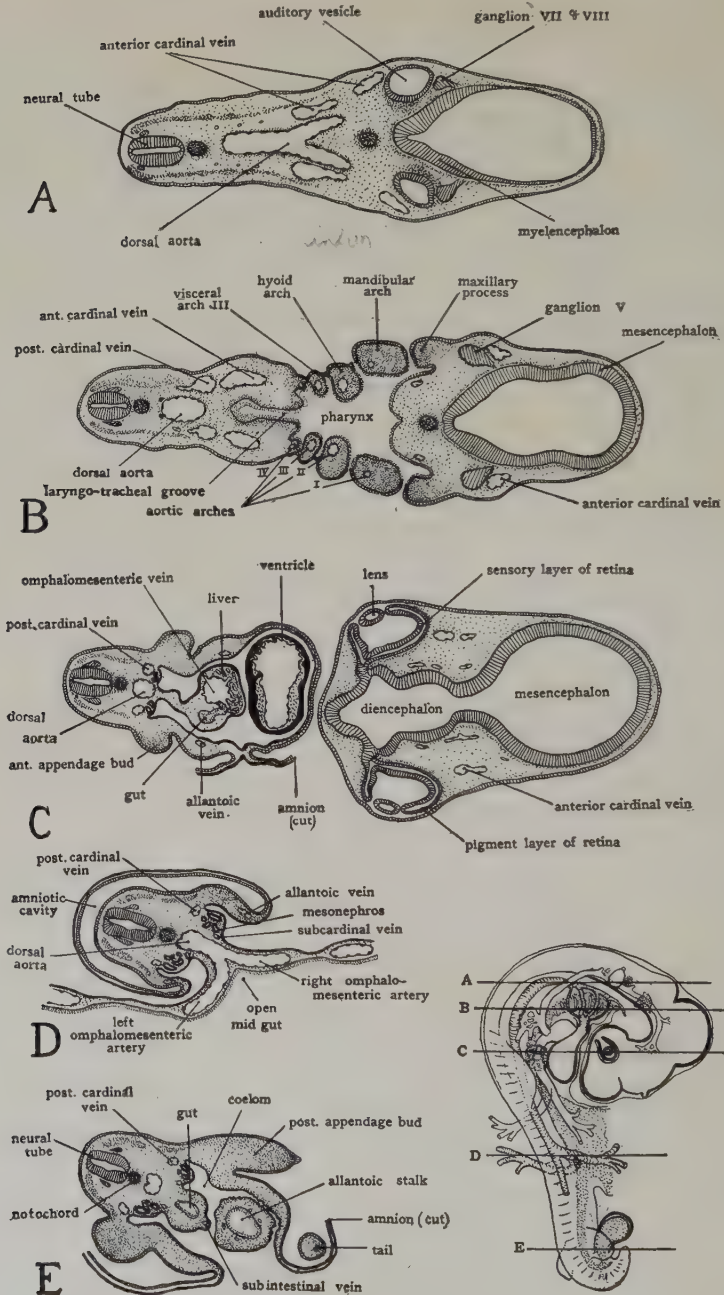 auditory vesicle
ganglion VII & VIII
anterior cardinal vein
neural tube
A
dorsal aorta
myelencephalon
hyoid
arch
mandibular
arch
maxillary
process
visceral
arch III
ant. cardinal vein
ganglion V
mesencephalon
post. cardinal vein
pharynx
dorsal aorta
laryngo-tracheal groove
aortic arches
IV
III
II
I
anterior cardinal vein
B
omphalomesenteric vein
ventricle
liver
lens
sensory layer of retina
post. cardinal vein
diencephalon
mesencephalon
dorsal
aorta
ant. appendage bud
gut
allantoic
vein
amnion
(cut)
anterior cardinal vein
pigment layer of retina
C
post. cardinal
vein
amniotic
cavity
allantoic vein
mesonephros
subcardinal vein
dorsal
aorta
right omphalo-
mesenteric artery
open
mid gut
left
omphalomesenteric
artery
D
post. cardinal
vein
gut
coelom
post. appendage bud
neural
tube
allantoic stalk
notochord
amnion (cut)
tail
subintestinal vein
E
A
B
C
D
E